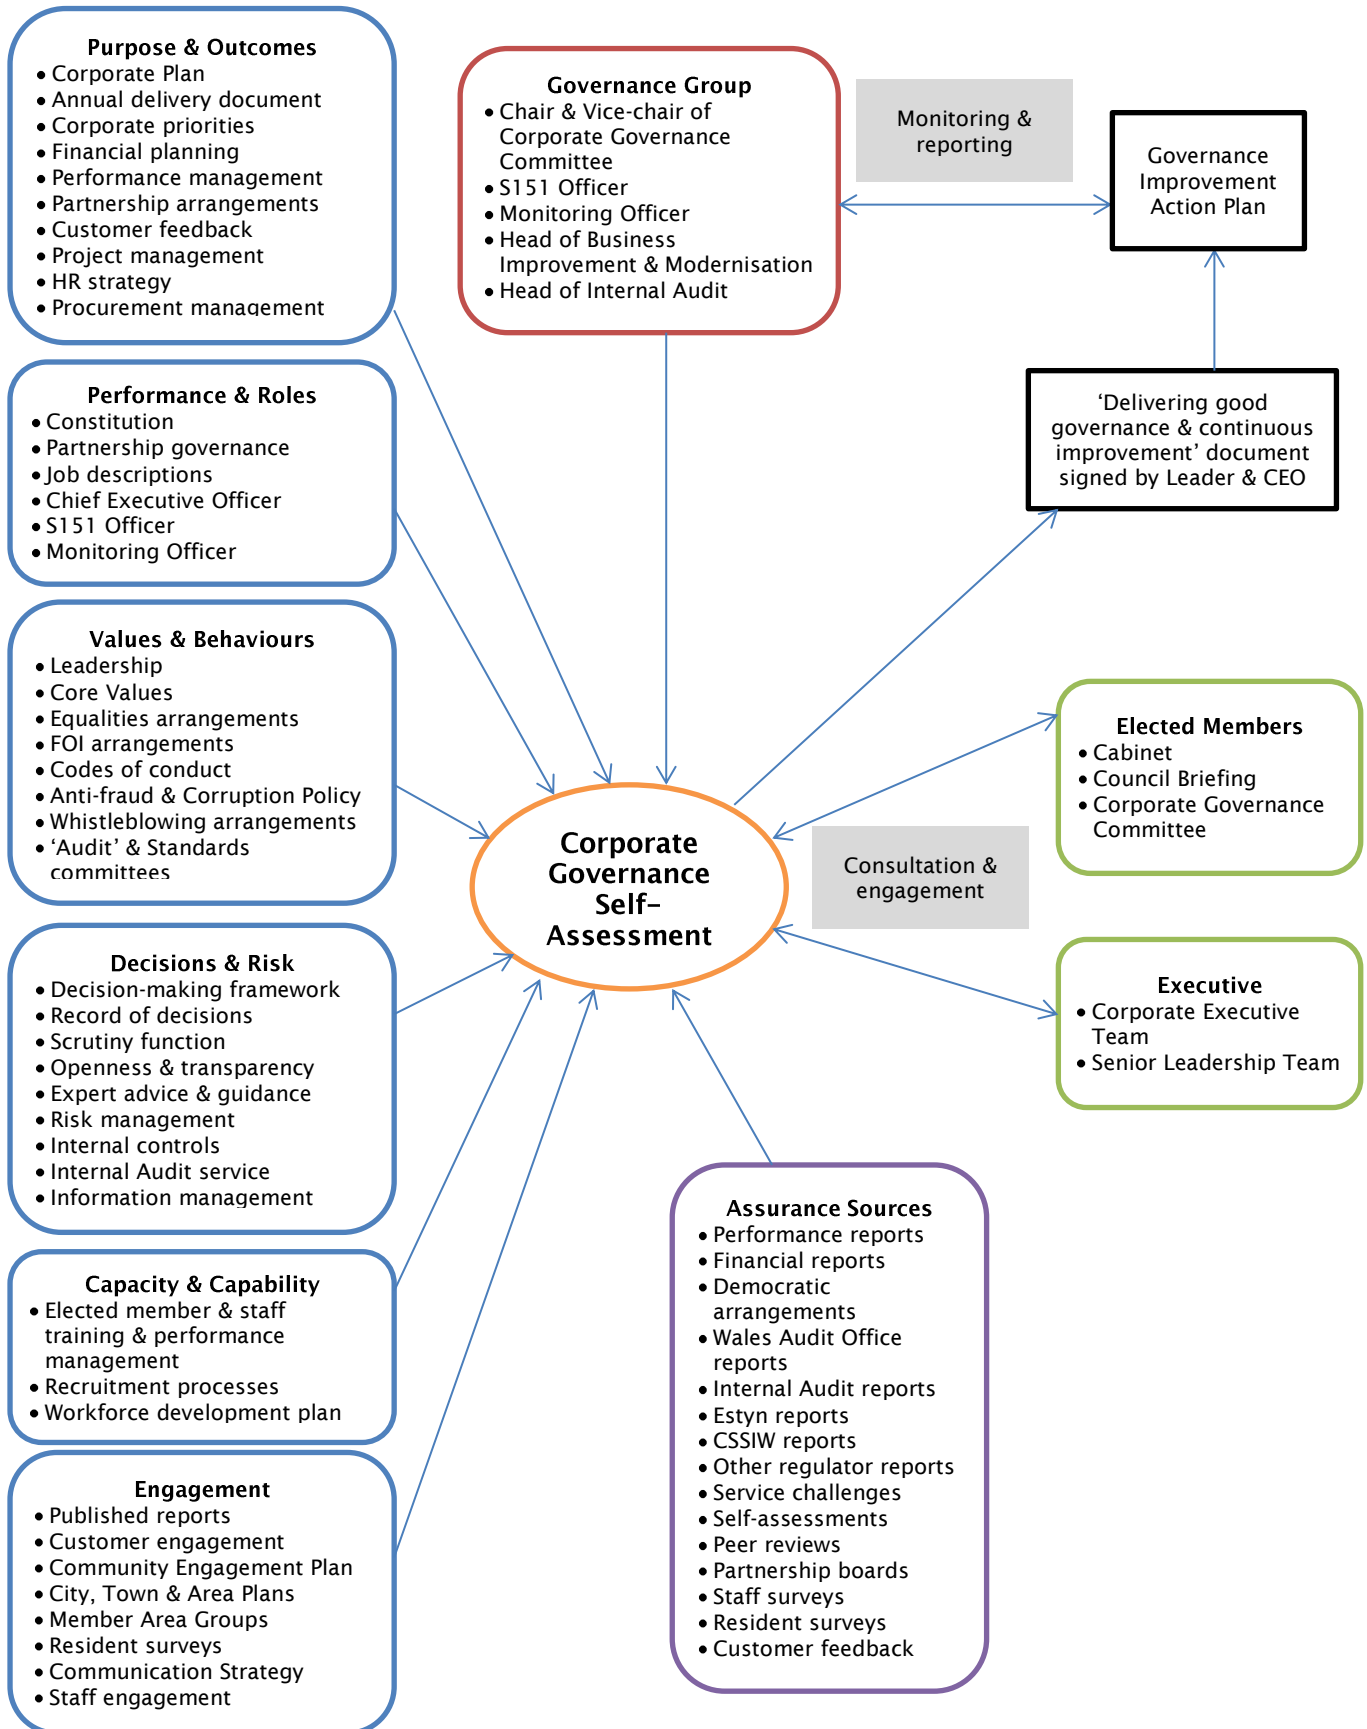 Purpose & Outcomes
• Corporate Plan
• Annual delivery document
• Corporate priorities
• Financial planning
• Performance management
• Partnership arrangements
• Customer feedback
• Project management
• HR strategy
• Procurement management
Performance & Roles
• Constitution
• Partnership governance
• Job descriptions
• Chief Executive Officer
• S151 Officer
• Monitoring Officer
Values & Behaviours
• Leadership
• Core Values
• Equalities arrangements
• FOI arrangements
• Codes of conduct
• Anti-fraud & Corruption Policy
• Whistleblowing arrangements
• ‘Audit’ & Standards
committees
Decisions & Risk
• Decision-making framework
• Record of decisions
• Scrutiny function
• Openness & transparency
• Expert advice & guidance
• Risk management
• Internal controls
• Internal Audit service
• Information management
Capacity & Capability
• Elected member & staff
training & performance
management
• Recruitment processes
• Workforce development plan
Engagement
• Published reports
• Customer engagement
• Community Engagement Plan
• City, Town & Area Plans
• Member Area Groups
• Resident surveys
• Communication Strategy
• Staff engagement
Governance Group
• Chair & Vice-chair of
Corporate Governance
Committee
• S151 Officer
• Monitoring Officer
• Head of Business
Improvement & Modernisation
• Head of Internal Audit
Monitoring &
reporting
Governance
Improvement
Action Plan
‘Delivering good
governance & continuous
improvement’ document
signed by Leader & CEO
Corporate
Governance
Self-
Assessment
Consultation &
engagement
Elected Members
• Cabinet
• Council Briefing
• Corporate Governance
Committee
Executive
• Corporate Executive
Team
• Senior Leadership Team
Assurance Sources
• Performance reports
• Financial reports
• Democratic
arrangements
• Wales Audit Office
reports
• Internal Audit reports
• Estyn reports
• CSSIW reports
• Other regulator reports
• Service challenges
• Self-assessments
• Peer reviews
• Partnership boards
• Staff surveys
• Resident surveys
• Customer feedback